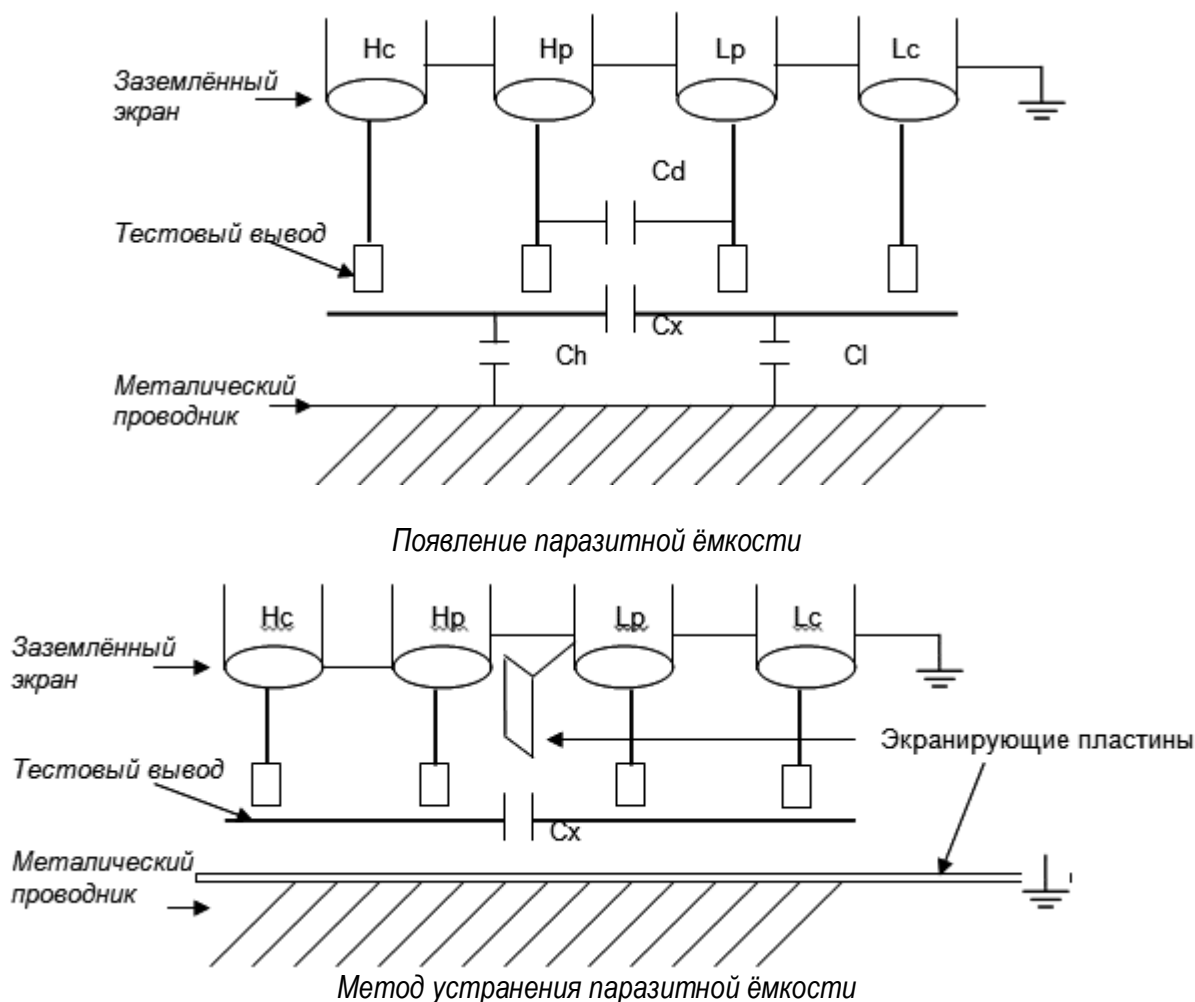 Hc Hp Lp Lc
Заземлённый
экран
Cd
Тестовый вывод
Cx
Ch Cl
Металический
проводник
Появление паразитной ёмкости
Hc Hp Lp Lc
Заземлённый
экран
Экранирующие пластины
Тестовый вывод
Cx
Металический
проводник
Метод устранения паразитной ёмкости